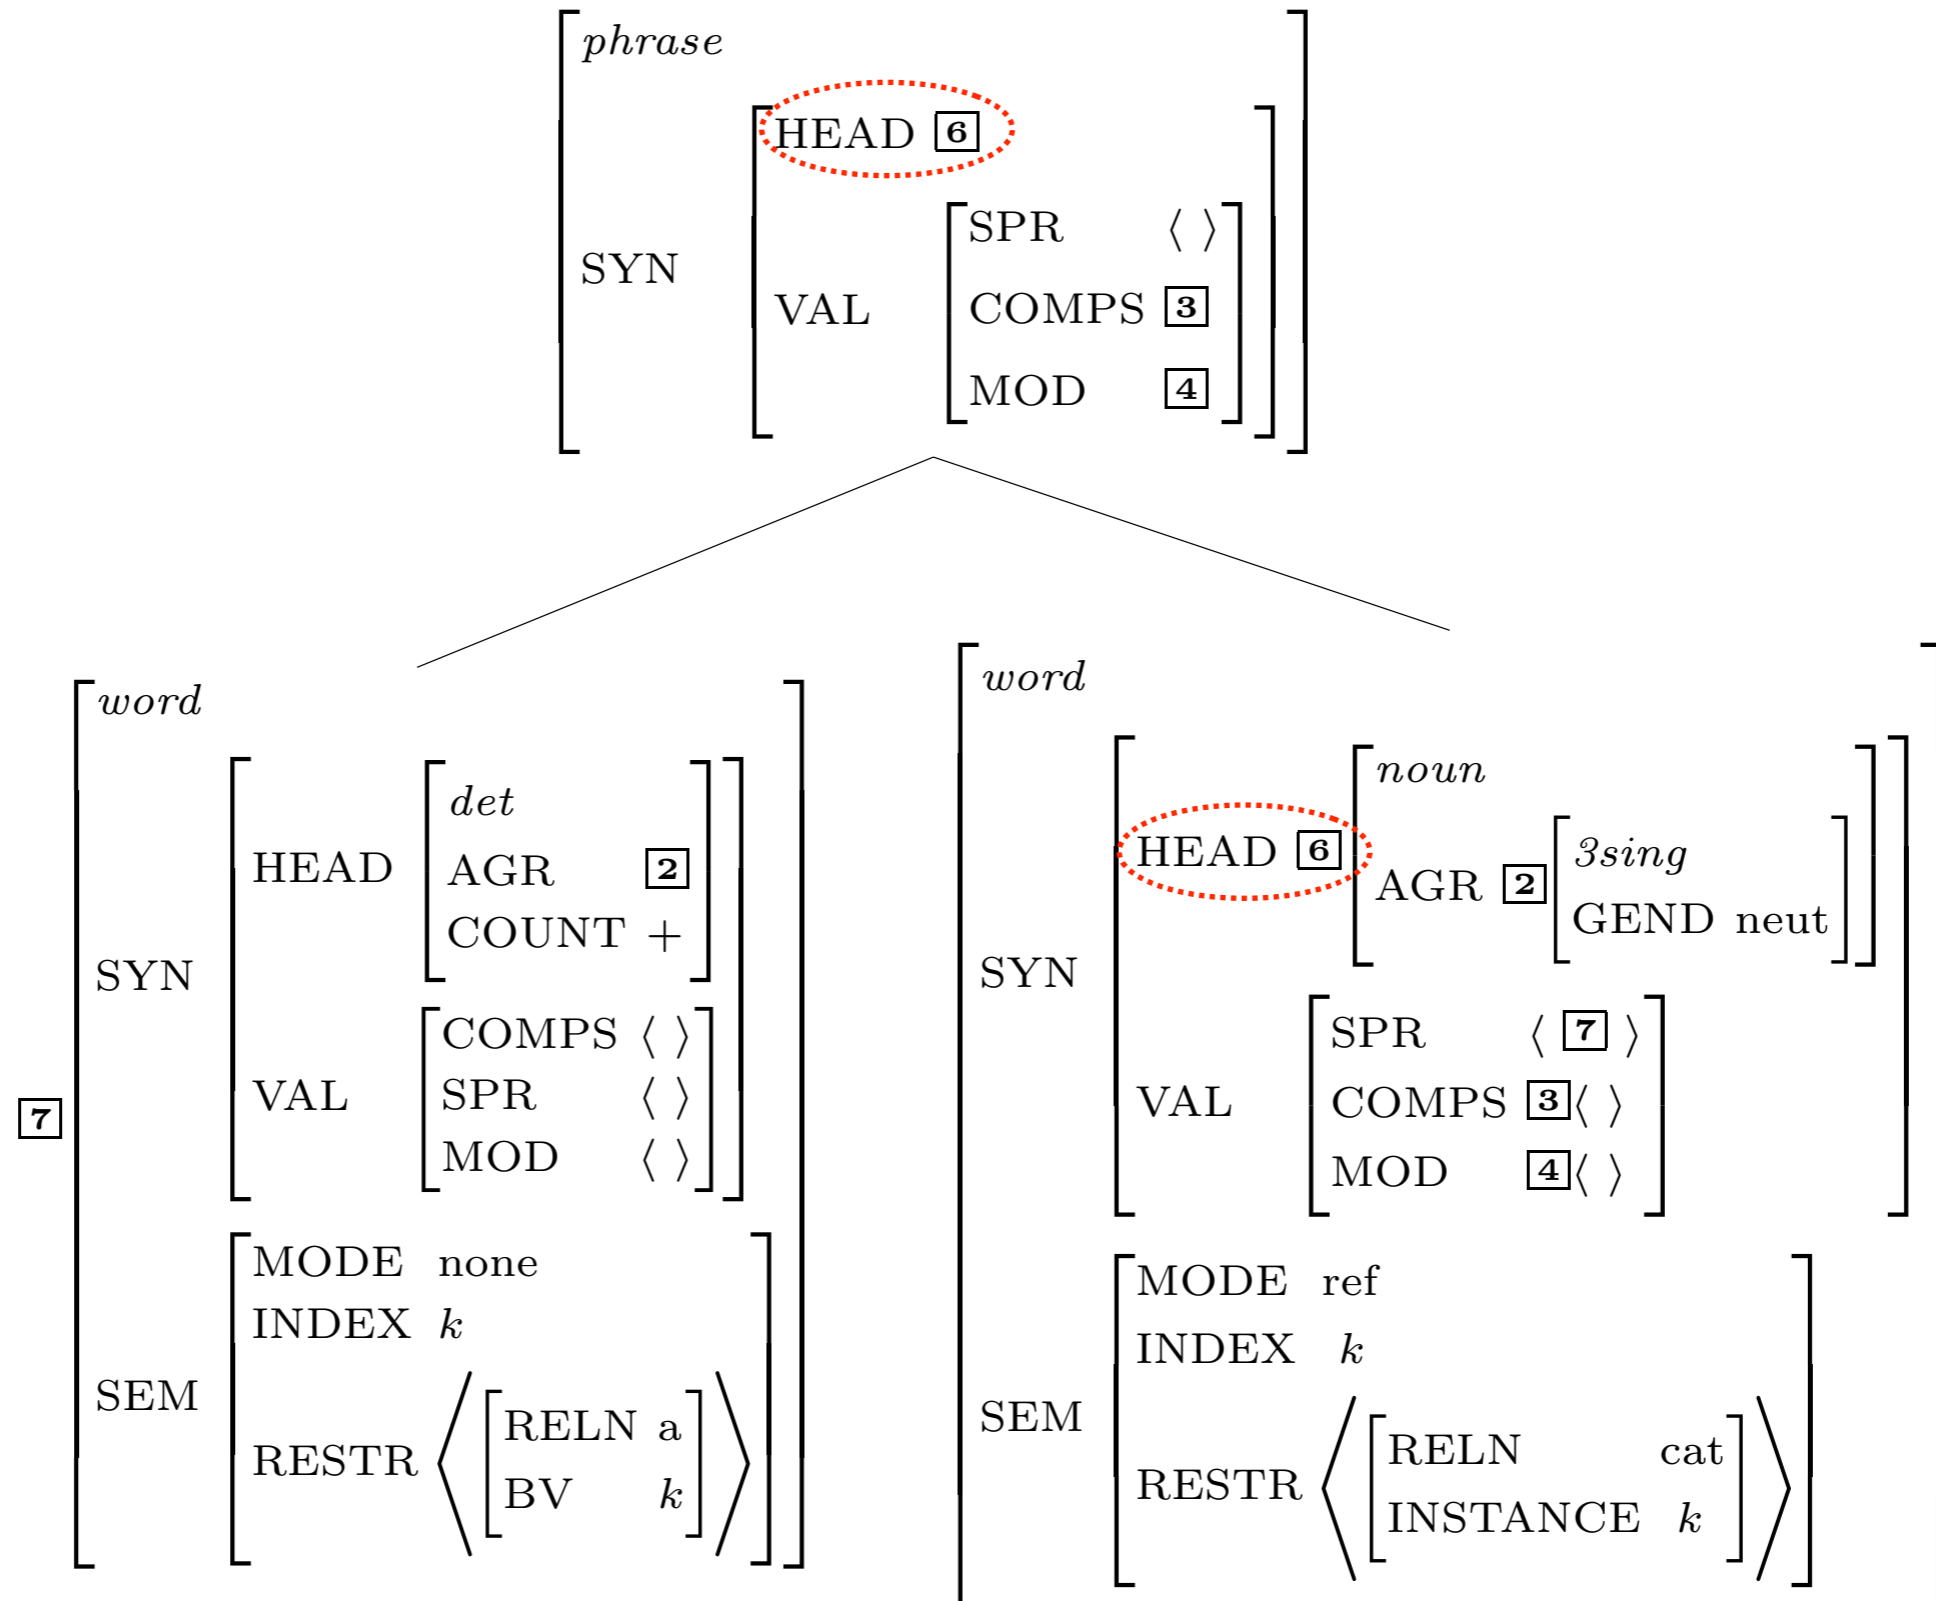 phrase
HEAD 6
SPR ⟨ ⟩
SYN
VAL
COMPS 3
MOD 4
word
HEAD
det
AGR 2
COUNT +
SYN
VAL
COMPS ⟨ ⟩
SPR ⟨ ⟩
MOD ⟨ ⟩
7
SEM
MODE none
INDEX k
RESTR
RELN a
BV k
word
SYN
HEAD 6
noun
AGR 2
3sing
GEND neut
VAL
SPR ⟨ 7 ⟩
COMPS 3 ⟨ ⟩
MOD 4 ⟨ ⟩
SEM
MODE ref
INDEX k
RESTR
RELN cat
INSTANCE k